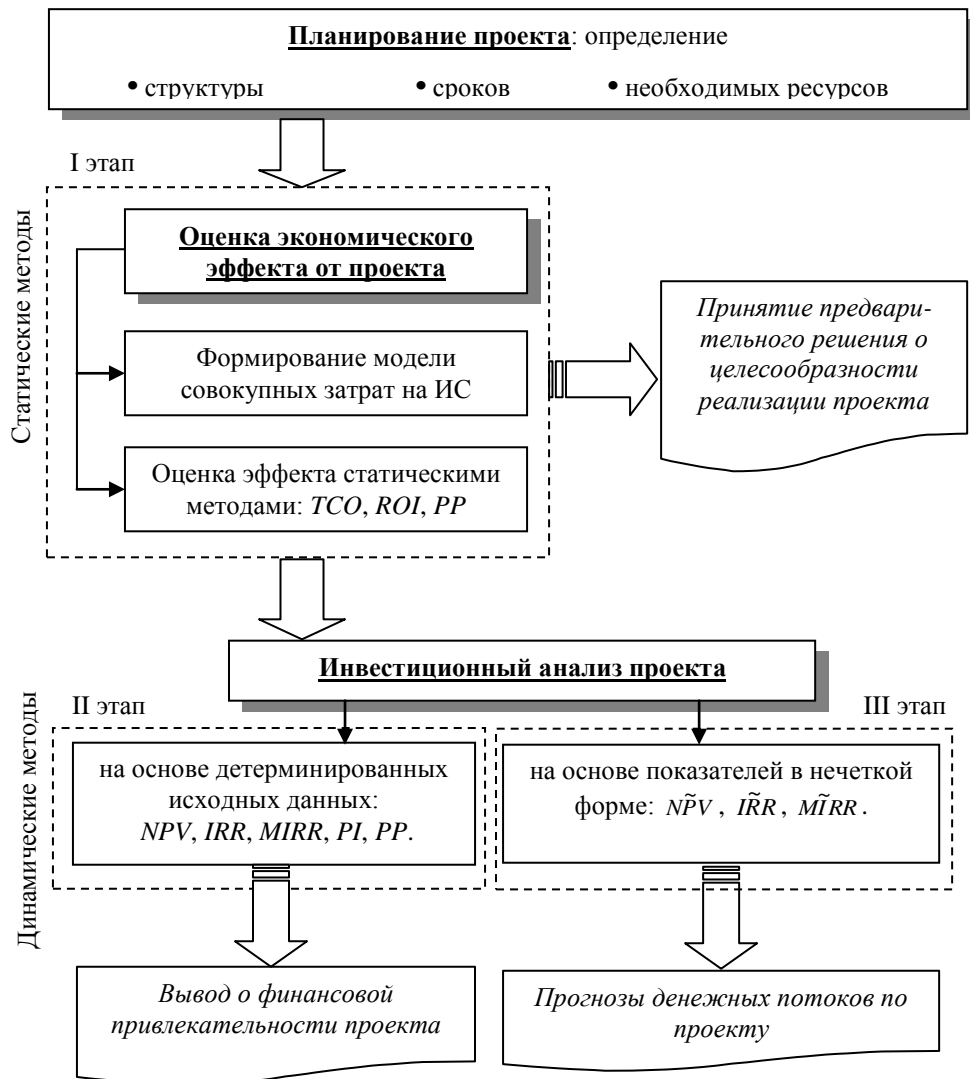 Планирование проекта: определение
• структуры • сроков • необходимых ресурсов
I этап
Статические методы
Оценка экономического
эффекта от проекта
Формирование модели
совокупных затрат на ИС
Оценка эффекта статическими
методами: TCO, ROI, PP
Принятие предвари-
тельного решения о
целесообразности
реализации проекта
Инвестиционный анализ проекта
Динамические методы
II этап
на основе детерминированных
исходных данных:
NPV, IRR, MIRR, PI, PP.
III этап
на основе показателей в нечеткой
форме: NP̃V , IR̃R , MĨRR .
Вывод о финансовой
привлекательности проекта
Прогнозы денежных потоков по
проекту